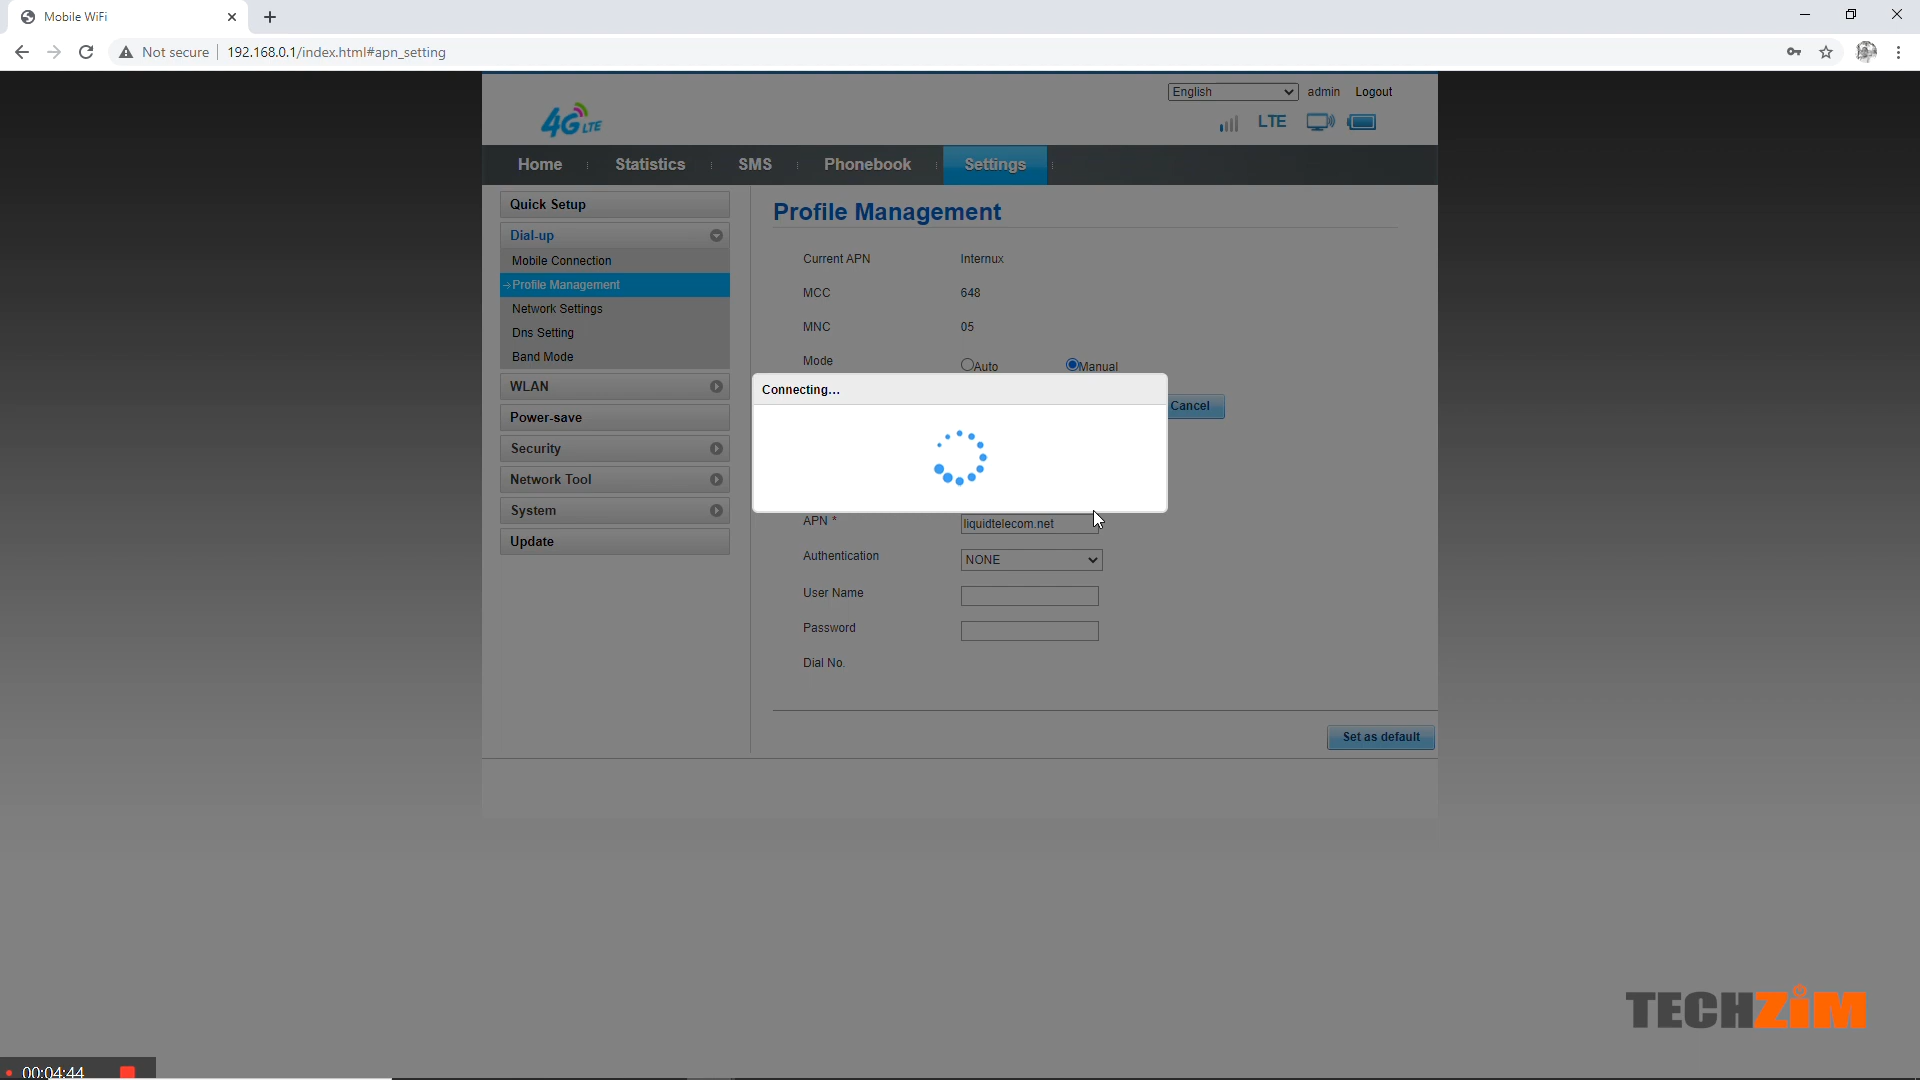 Mobile WiFi
Not secure
192.168.0.1/index.html#apn_setting
English admin Logout
4G LTE
LTE
Home Statistics SMS Phonebook Settings
Quick Setup
Dial-up
Mobile Connection
Profile Management
Network Settings
Dns Setting
Band Mode
WLAN
Power-save
Security
Network Tool
System
Update
Profile Management
Current APN Internux
MCC 648
MNC 05
Mode Auto Manual
Connecting...
Cancel
APN * liquidtelecom.net
Authentication NONE
User Name
Password
Dial No.
Set as default
TECHZiM
00:04:44